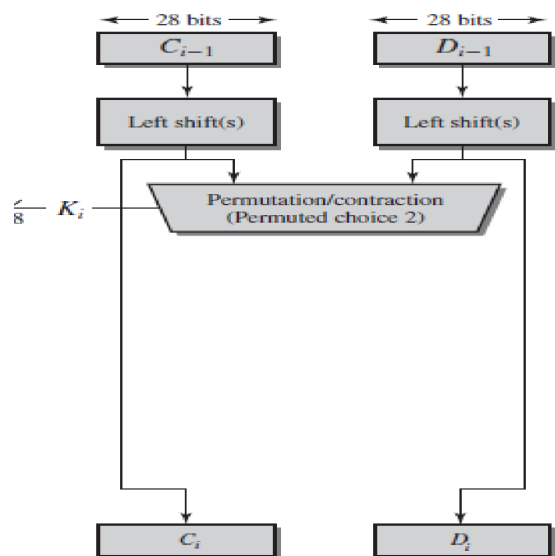 28 bits 28 bits
C_{i−1} D_{i−1}
Left shift(s) Left shift(s)
Permutation/contraction
(Permuted choice 2)
K_i
8
C_i D_i